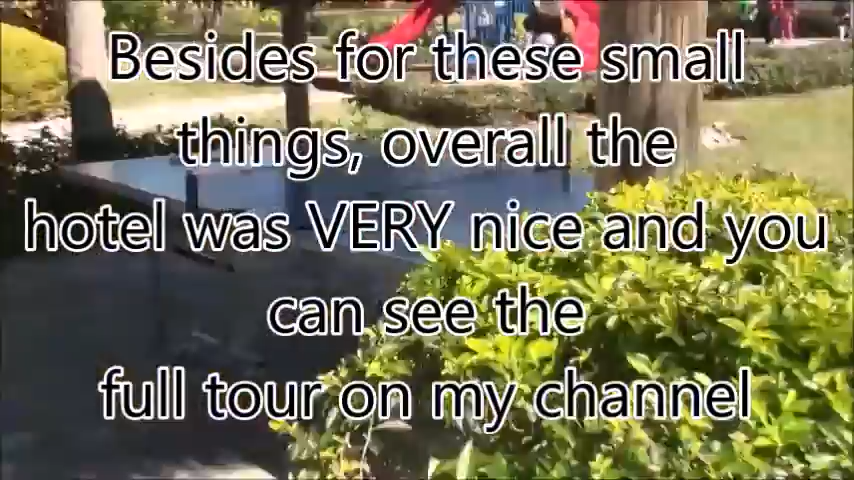 Besides for these small
things, overall the
hotel was VERY nice and you
can see the
full tour on my channel